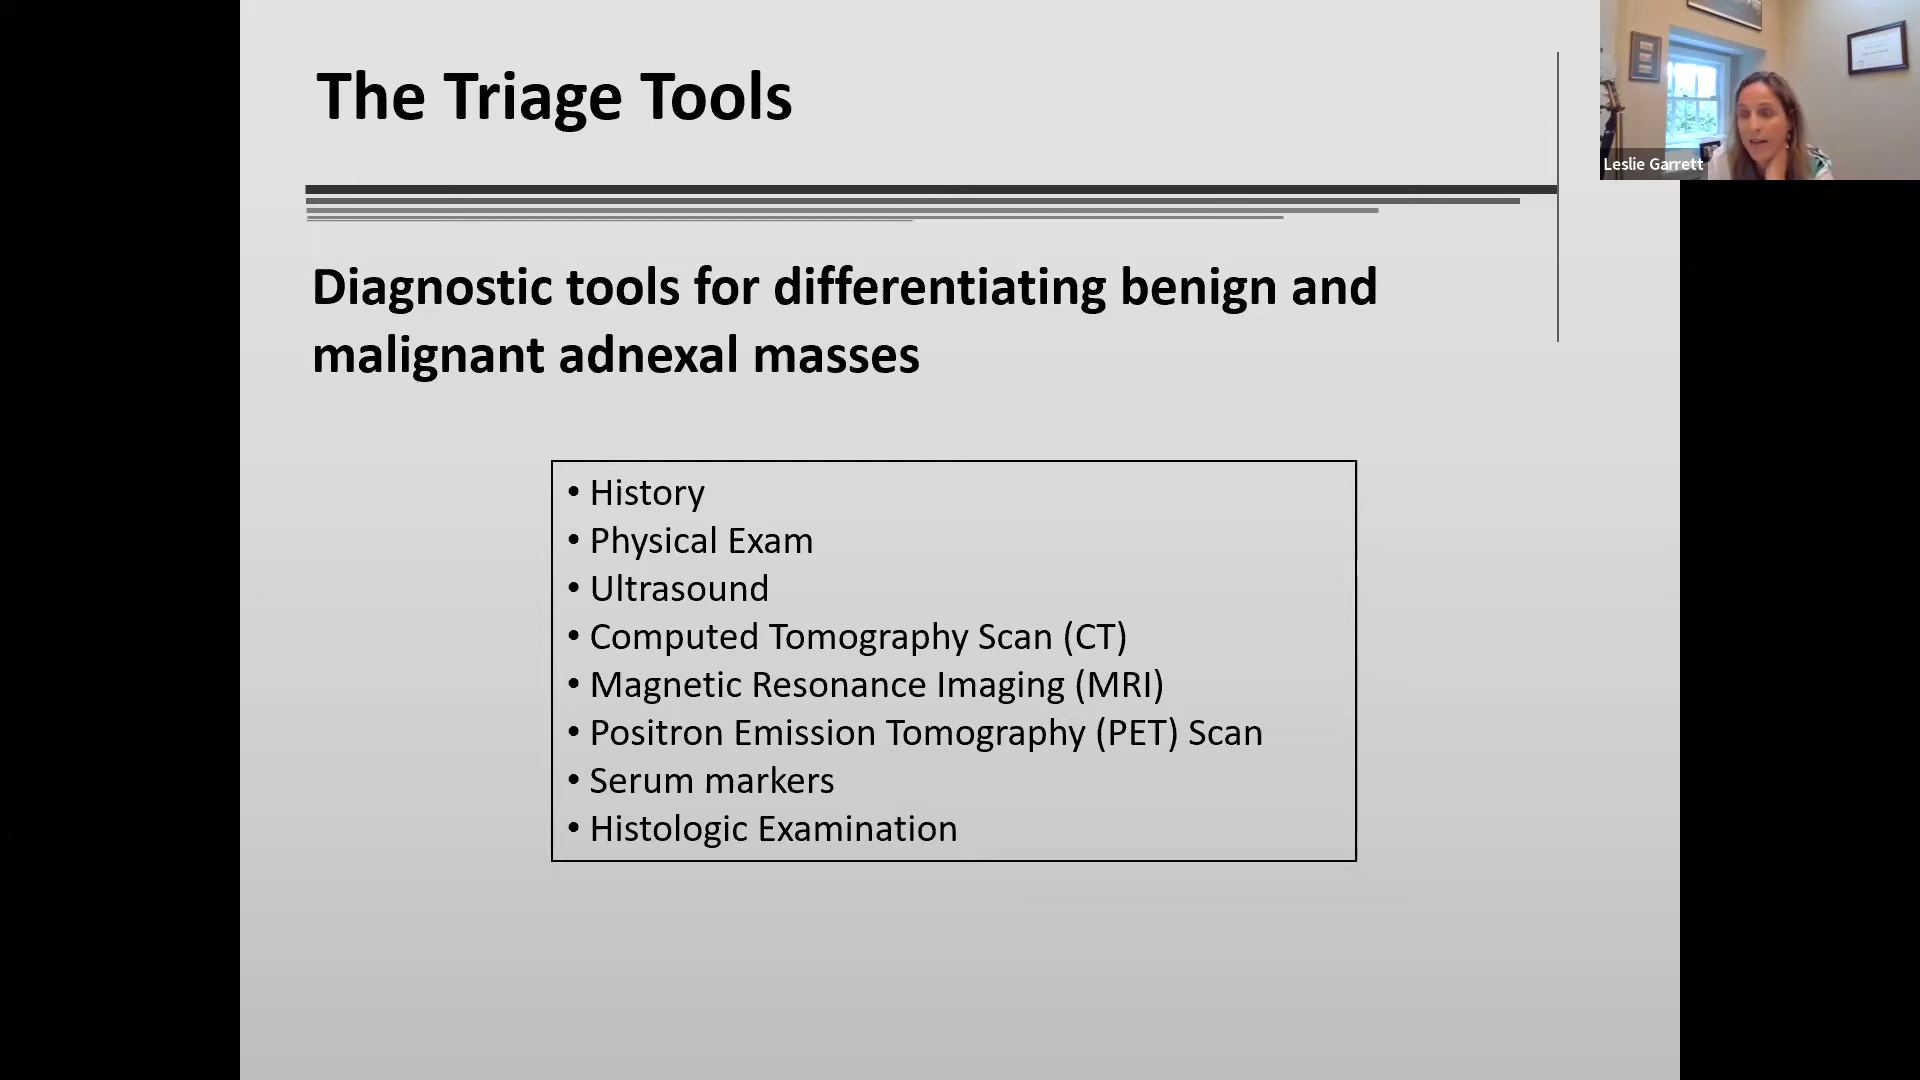 The Triage Tools
Leslie Garrett
Diagnostic tools for differentiating benign and
malignant adnexal masses
• History
• Physical Exam
• Ultrasound
• Computed Tomography Scan (CT)
• Magnetic Resonance Imaging (MRI)
• Positron Emission Tomography (PET) Scan
• Serum markers
• Histologic Examination